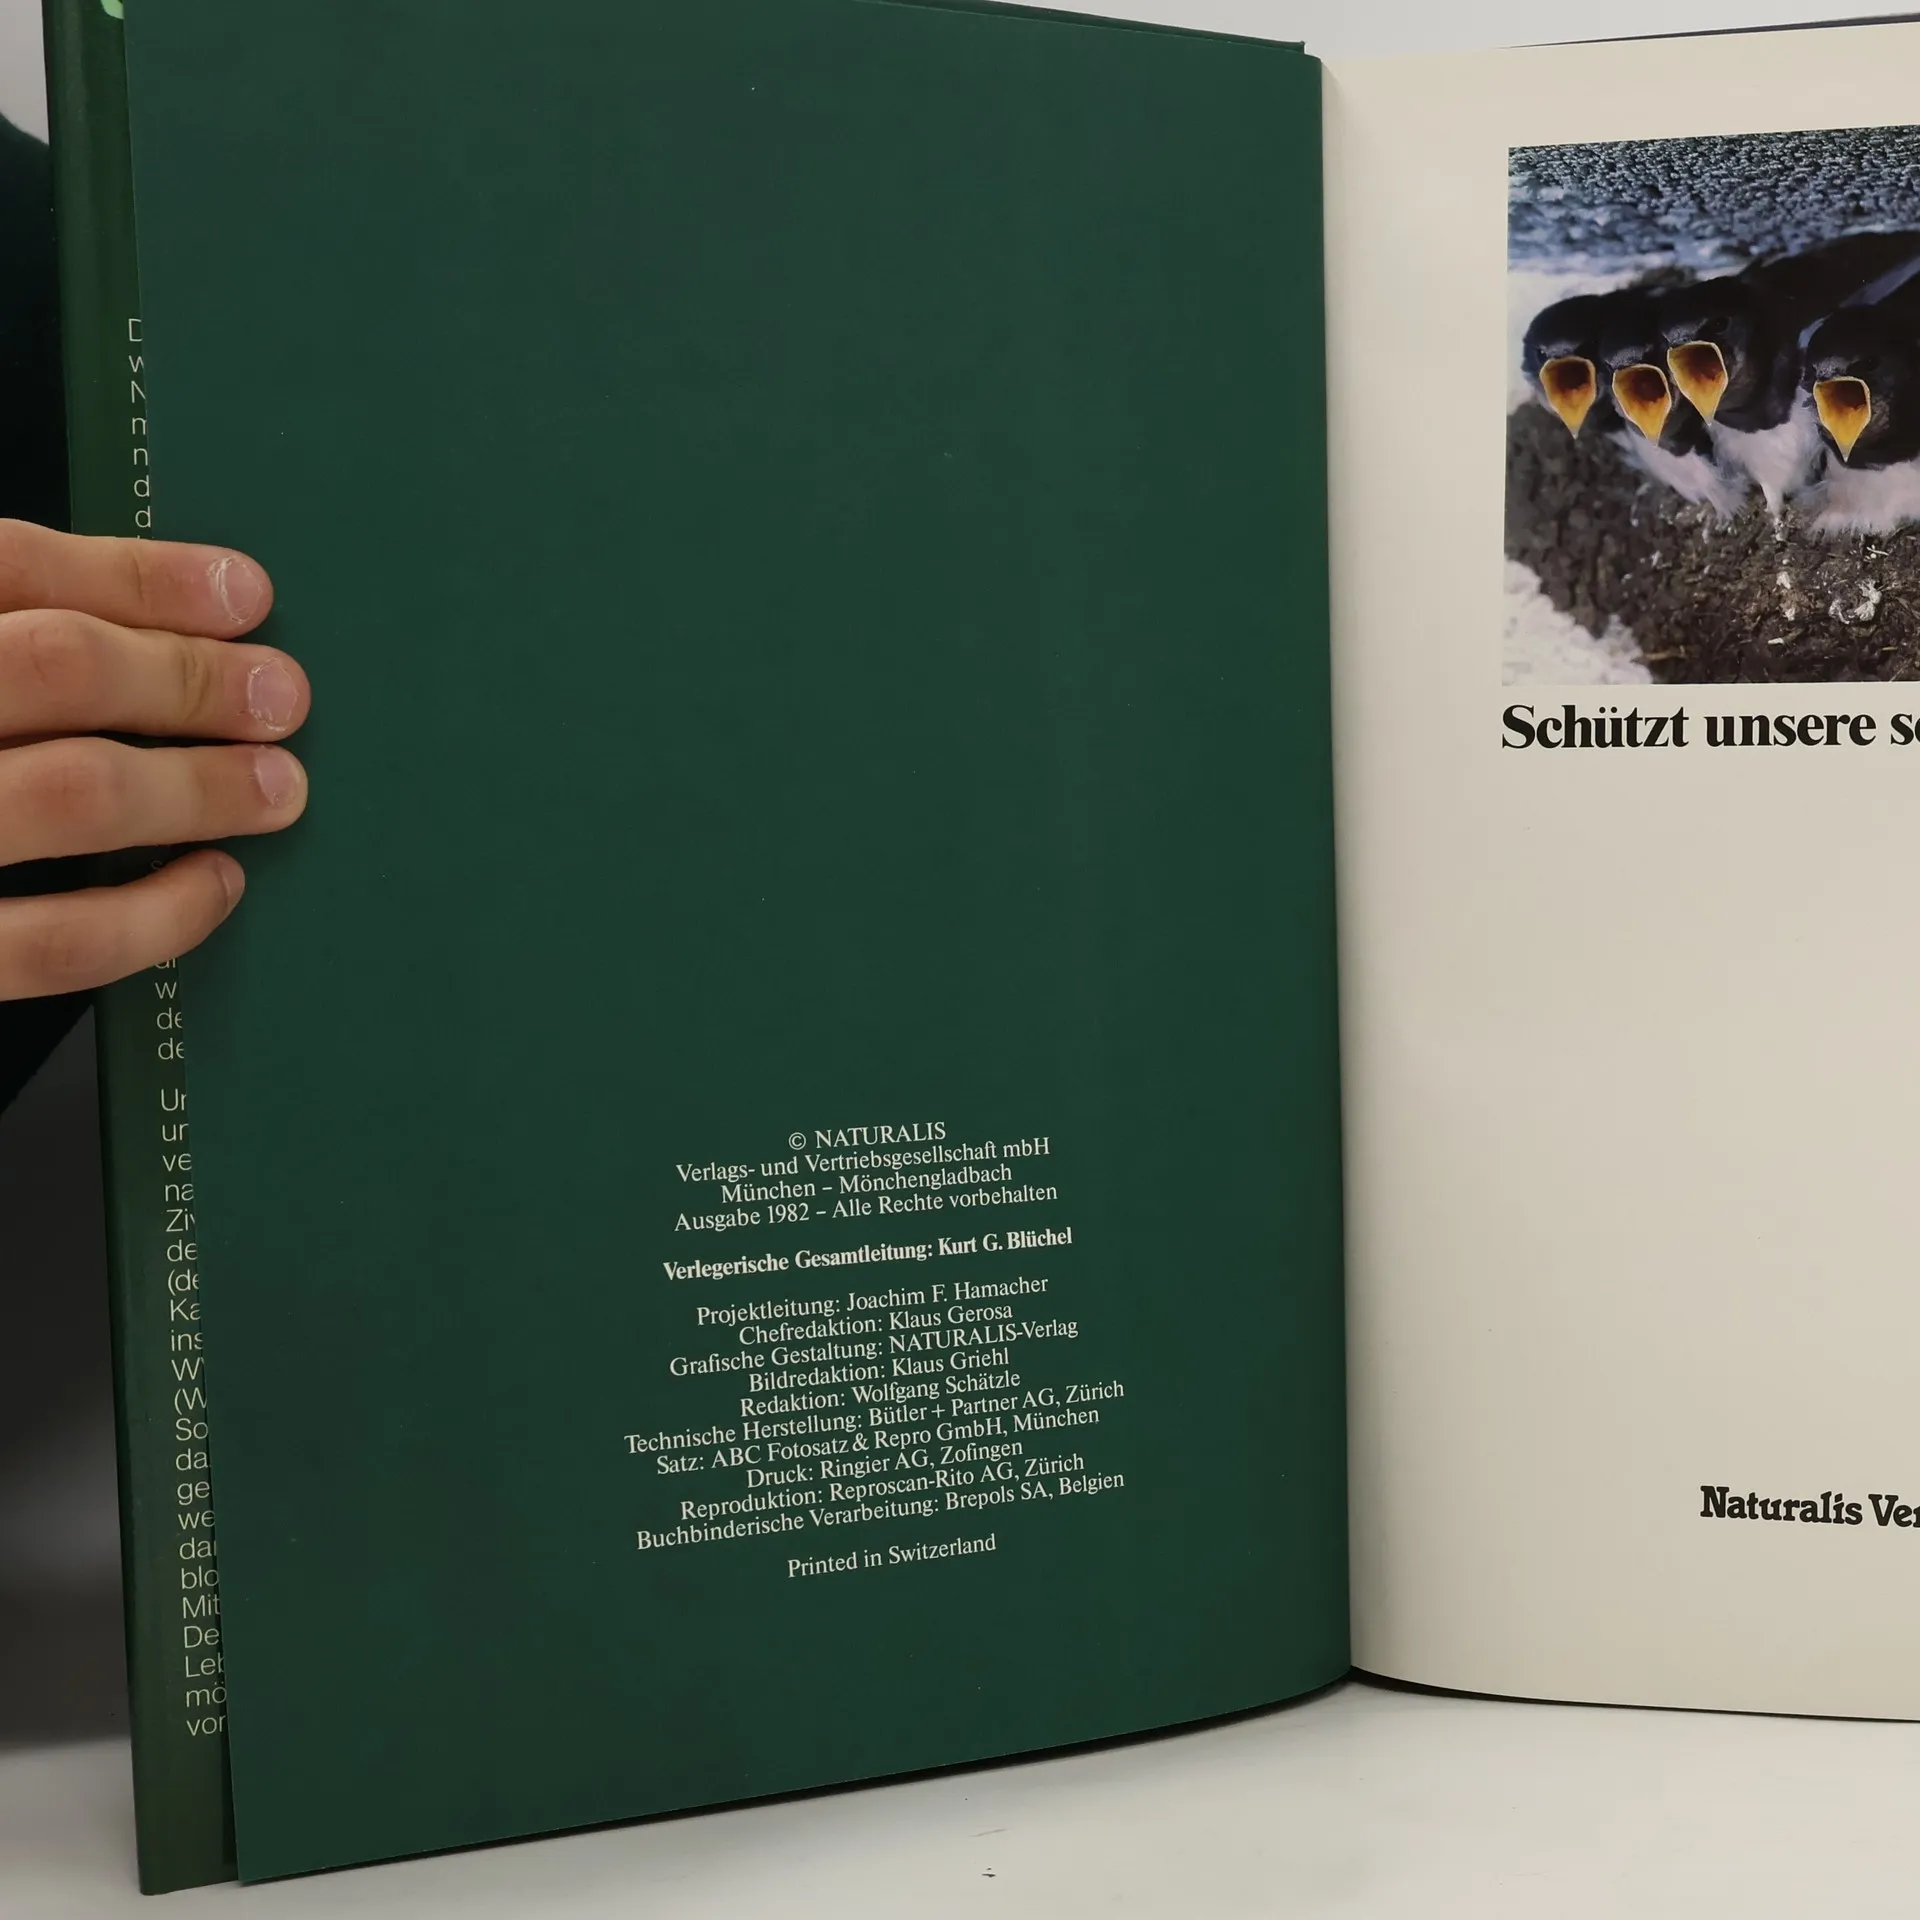 © NATURALIS
Verlags- und Vertriebsgesellschaft mbH
München – Mönchengladbach
Ausgabe 1982 – Alle Rechte vorbehalten
Verlegerische Gesamtleitung: Kurt G. Blüchel
Projektleitung: Joachim F. Hamacher
Chefredaktion: Klaus Gerosa
Grafische Gestaltung: NATURALIS-Verlag
Bildredaktion: Klaus Griehl
Redaktion: Wolfgang Schätzle
Technische Herstellung: Bütler + Partner AG, Zürich
Satz: ABC Fotosatz & Repro GmbH, München
Druck: Ringier AG, Zofingen
Reproduktion: Reproscan-Rito AG, Zürich
Buchbinderische Verarbeitung: Brepols SA, Belgien
Printed in Switzerland
Schützt unsere
Naturalis